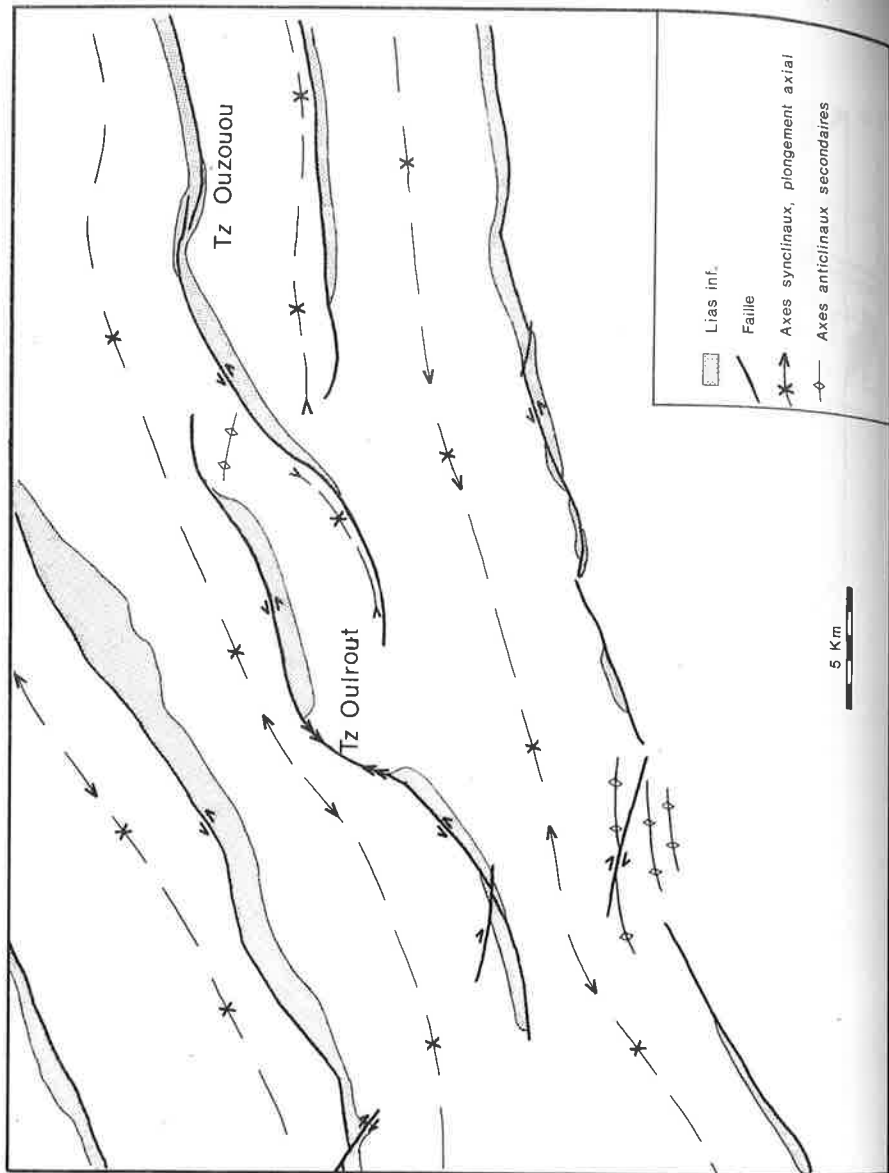 Tz Ouzouou
Tz Oulrout
Lias inf.
Faille
Axes synclinaux, plongement axial
Axes anticlinaux secondaires
5 Km